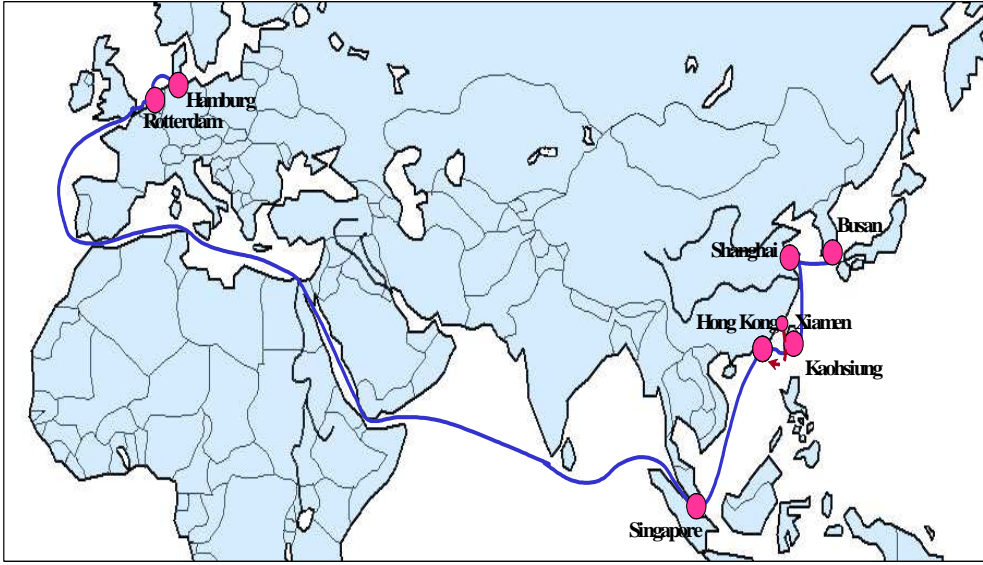 Hamburg
Rotterdam
Busan
Shanghai
Hong Kong
Xiamen
Kaohsiung
Singapore